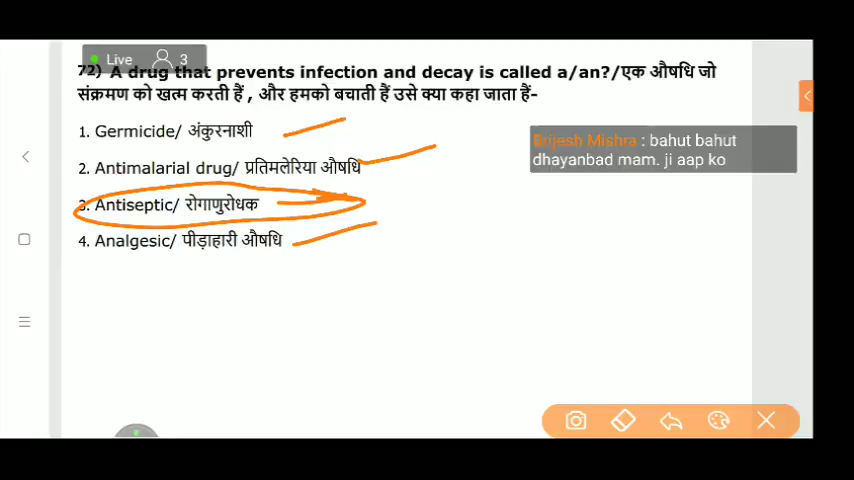 Live 3
72) A drug that prevents infection and decay is called a/an?/एक औषधि जो
संक्रमण को खत्म करती हैं , और हमको बचाती हैं उसे क्या कहा जाता हैं-
1. Germicide/ अंकुरनाशी
2. Antimalarial drug/ प्रतिमलेरिया औषधि
3. Antiseptic/ रोगाणुरोधक
4. Analgesic/ पीड़ाहारी औषधि
Brijesh Mishra : bahut bahut
dhayanbad mam. ji aap ko